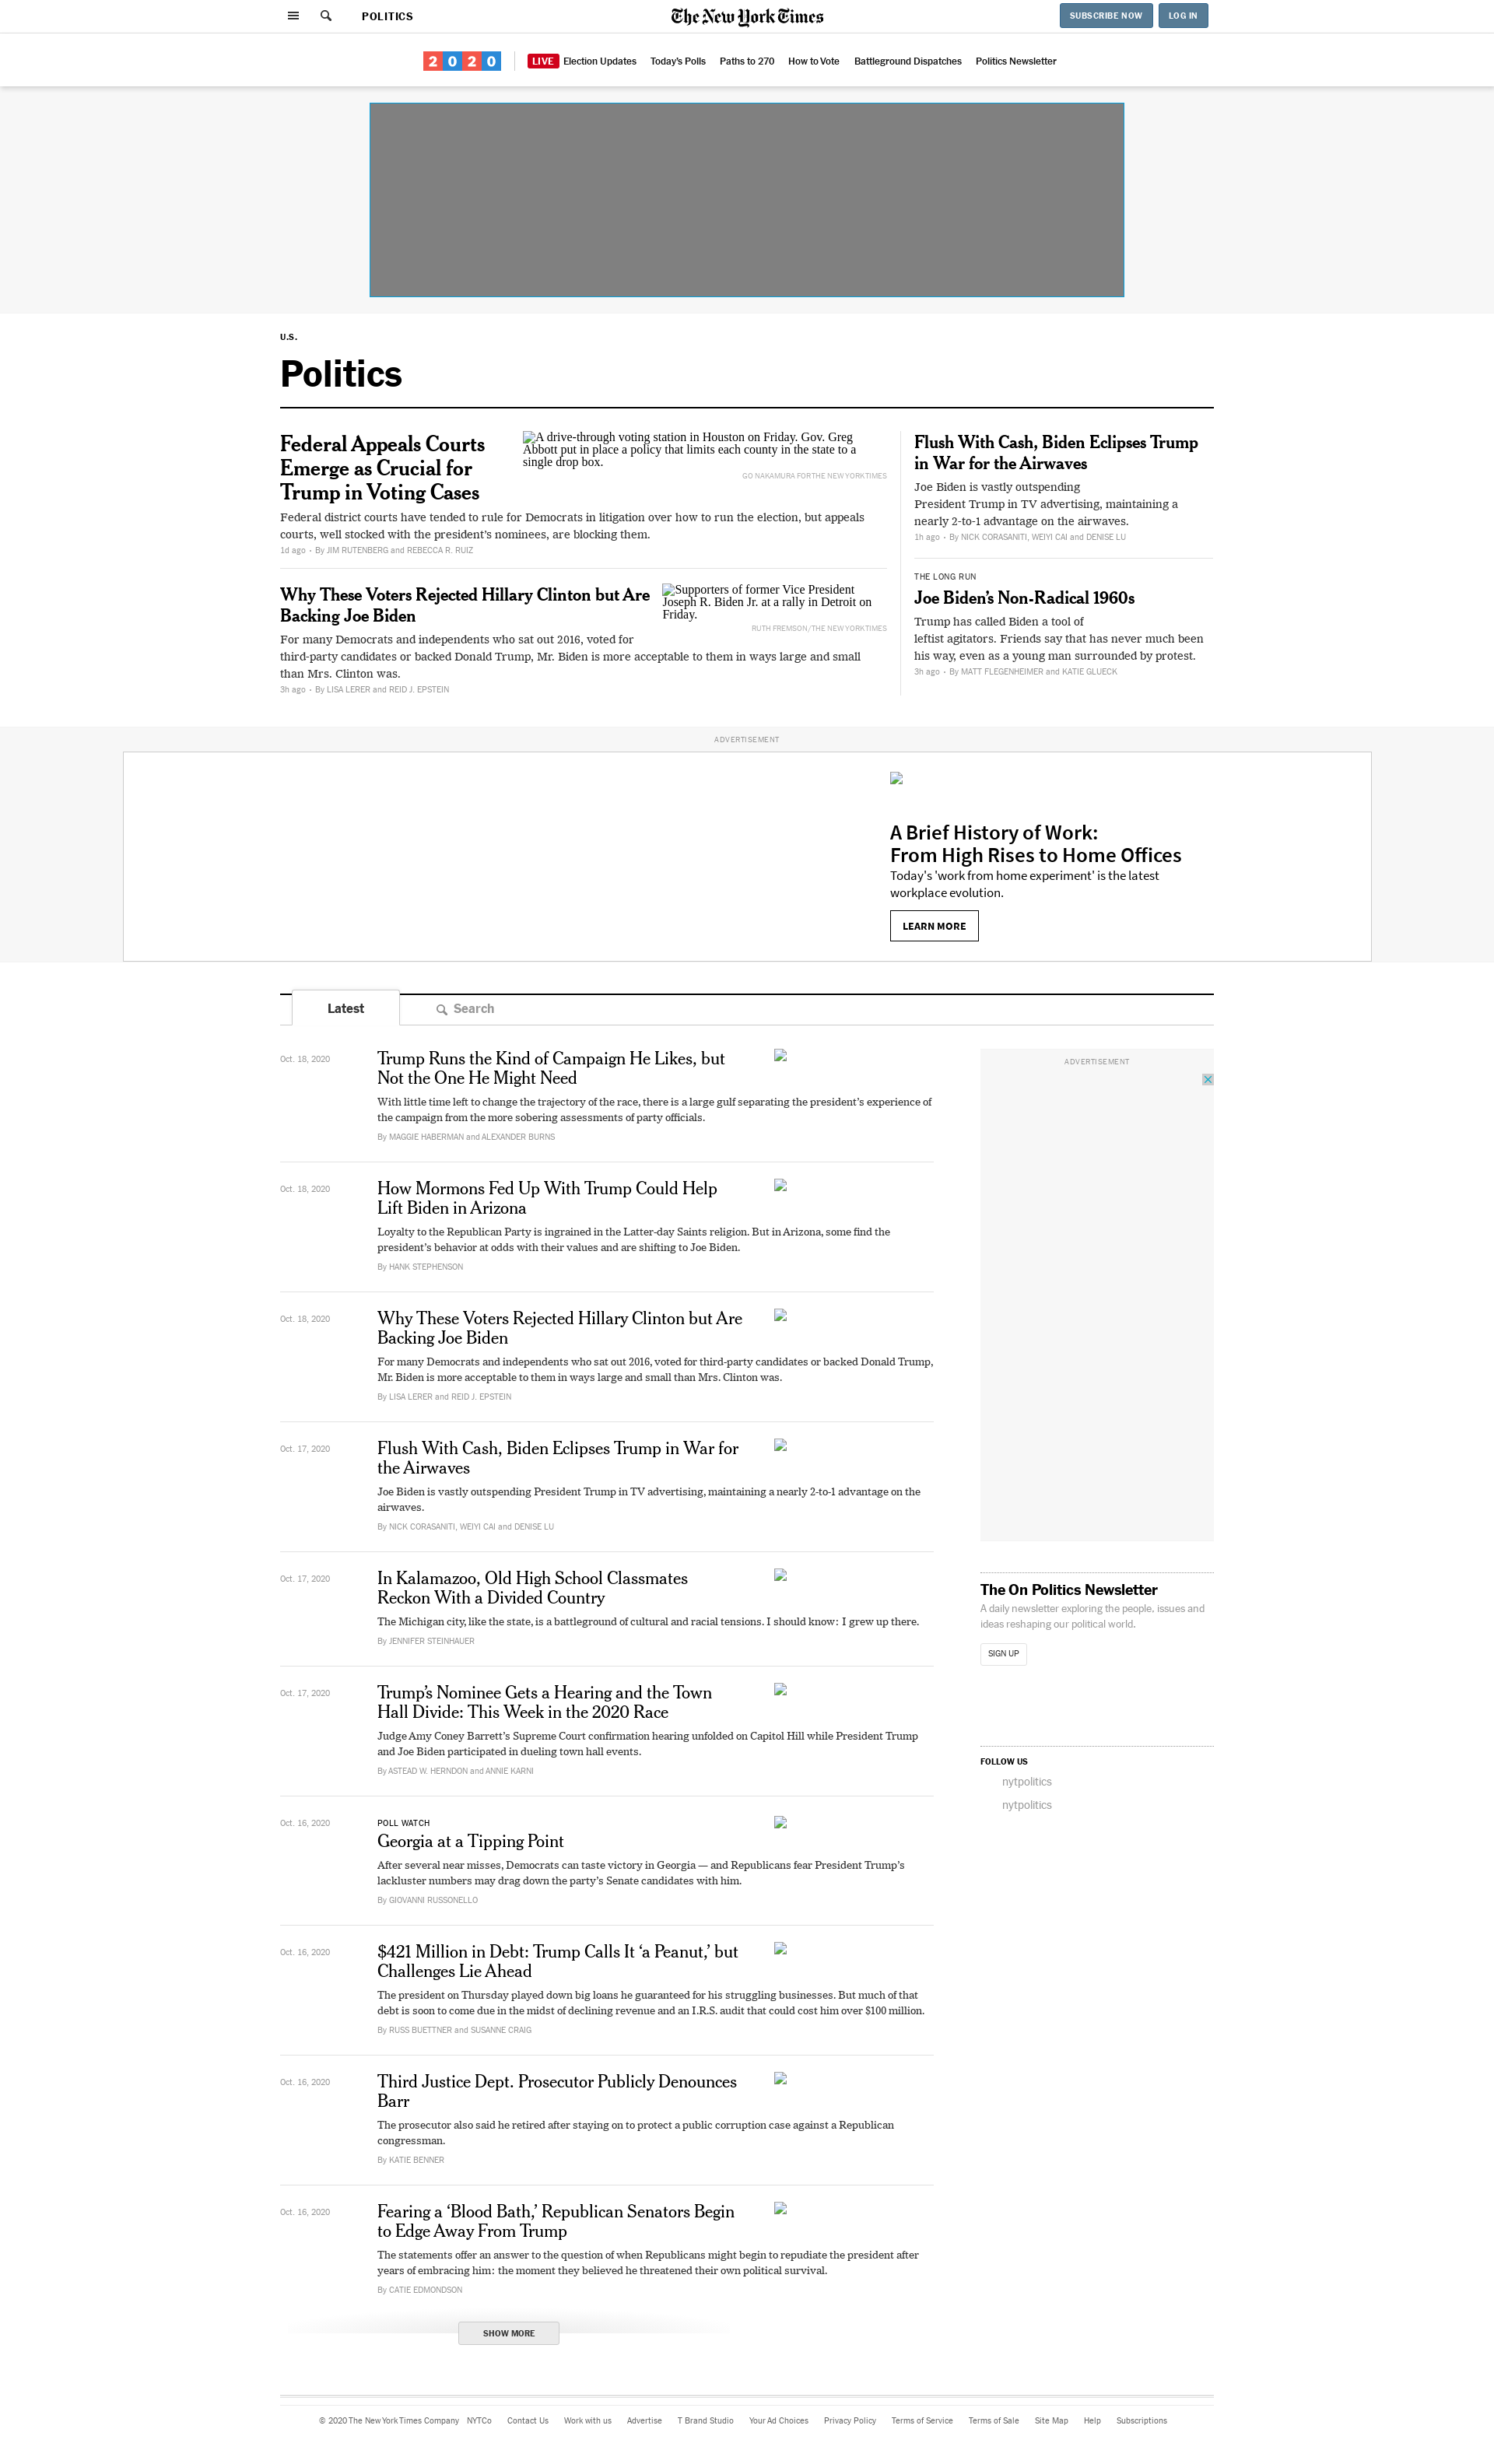 POLITICS
The New York Times
SUBSCRIBE NOW
LOG IN
2020
LIVE Election Updates
Today's Polls
Paths to 270
How to Vote
Battleground Dispatches
Politics Newsletter
U.S.
Politics
Federal Appeals Courts
Emerge as Crucial for
Trump in Voting Cases
A drive-through voting station in Houston on Friday. Gov. Greg
Abbott put in place a policy that limits each county in the state to a
single drop box.
GO NAKAMURA FOR THE NEW YORK TIMES
Federal district courts have tended to rule for Democrats in litigation over how to run the election, but appeals
courts, well stocked with the president's nominees, are blocking them.
1d ago • By JIM RUTENBERG and REBECCA R. RUIZ
Why These Voters Rejected Hillary Clinton but Are
Backing Joe Biden
Supporters of former Vice President
Joseph R. Biden Jr. at a rally in Detroit on
Friday.
RUTH FREMSON/THE NEW YORK TIMES
For many Democrats and independents who sat out 2016, voted for
third-party candidates or backed Donald Trump, Mr. Biden is more acceptable to them in ways large and small
than Mrs. Clinton was.
3h ago • By LISA LERER and REID J. EPSTEIN
Flush With Cash, Biden Eclipses Trump
in War for the Airwaves
Joe Biden is vastly outspending
President Trump in TV advertising, maintaining a
nearly 2-to-1 advantage on the airwaves.
1h ago • By NICK CORASANITI, WEIYI CAI and DENISE LU
THE LONG RUN
Joe Biden's Non-Radical 1960s
Trump has called Biden a tool of
leftist agitators. Friends say that has never much been
his way, even as a young man surrounded by protest.
3h ago • By MATT FLEGENHEIMER and KATIE GLUECK
ADVERTISEMENT
A Brief History of Work:
From High Rises to Home Offices
Today's 'work from home experiment' is the latest
workplace evolution.
LEARN MORE
Latest
Search
Oct. 18, 2020
Trump Runs the Kind of Campaign He Likes, but
Not the One He Might Need
With little time left to change the trajectory of the race, there is a large gulf separating the president's experience of
the campaign from the more sobering assessments of party officials.
By MAGGIE HABERMAN and ALEXANDER BURNS
Oct. 18, 2020
How Mormons Fed Up With Trump Could Help
Lift Biden in Arizona
Loyalty to the Republican Party is ingrained in the Latter-day Saints religion. But in Arizona, some find the
president's behavior at odds with their values and are shifting to Joe Biden.
By HANK STEPHENSON
Oct. 18, 2020
Why These Voters Rejected Hillary Clinton but Are
Backing Joe Biden
For many Democrats and independents who sat out 2016, voted for third-party candidates or backed Donald Trump,
Mr. Biden is more acceptable to them in ways large and small than Mrs. Clinton was.
By LISA LERER and REID J. EPSTEIN
Oct. 17, 2020
Flush With Cash, Biden Eclipses Trump in War for
the Airwaves
Joe Biden is vastly outspending President Trump in TV advertising, maintaining a nearly 2-to-1 advantage on the
airwaves.
By NICK CORASANITI, WEIYI CAI and DENISE LU
Oct. 17, 2020
In Kalamazoo, Old High School Classmates
Reckon With a Divided Country
The Michigan city, like the state, is a battleground of cultural and racial tensions. I should know: I grew up there.
By JENNIFER STEINHAUER
Oct. 17, 2020
Trump's Nominee Gets a Hearing and the Town
Hall Divide: This Week in the 2020 Race
Judge Amy Coney Barrett's Supreme Court confirmation hearing unfolded on Capitol Hill while President Trump
and Joe Biden participated in dueling town hall events.
By ASTEAD W. HERNDON and ANNIE KARNI
Oct. 16, 2020
POLL WATCH
Georgia at a Tipping Point
After several near misses, Democrats can taste victory in Georgia — and Republicans fear President Trump's
lackluster numbers may drag down the party's Senate candidates with him.
By GIOVANNI RUSSONELLO
Oct. 16, 2020
$421 Million in Debt: Trump Calls It 'a Peanut,' but
Challenges Lie Ahead
The president on Thursday played down big loans he guaranteed for his struggling businesses. But much of that
debt is soon to come due in the midst of declining revenue and an I.R.S. audit that could cost him over $100 million.
By RUSS BUETTNER and SUSANNE CRAIG
Oct. 16, 2020
Third Justice Dept. Prosecutor Publicly Denounces
Barr
The prosecutor also said he retired after staying on to protect a public corruption case against a Republican
congressman.
By KATIE BENNER
Oct. 16, 2020
Fearing a 'Blood Bath,' Republican Senators Begin
to Edge Away From Trump
The statements offer an answer to the question of when Republicans might begin to repudiate the president after
years of embracing him: the moment they believed he threatened their own political survival.
By CATIE EDMONDSON
SHOW MORE
ADVERTISEMENT
The On Politics Newsletter
A daily newsletter exploring the people, issues and
ideas reshaping our political world.
SIGN UP
FOLLOW US
nytpolitics
nytpolitics
© 2020 The New York Times Company
NYTCo
Contact Us
Work with us
Advertise
T Brand Studio
Your Ad Choices
Privacy Policy
Terms of Service
Terms of Sale
Site Map
Help
Subscriptions